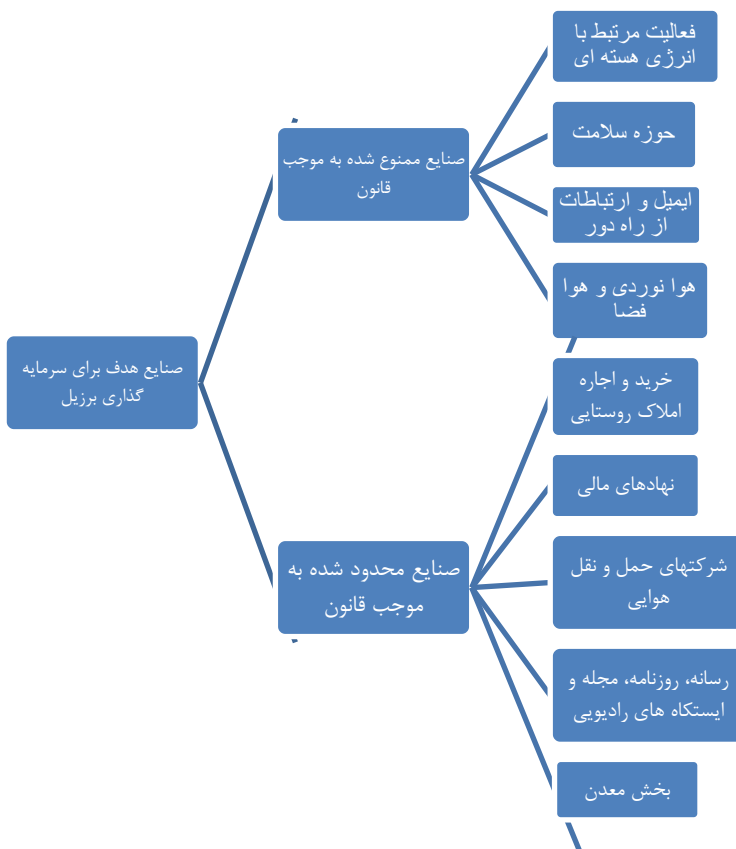 صنایع هدف برای سرمایه
گذاری برزیل
صنایع ممنوع شده به موجب
قانون
فعالیت مرتبط با
انرژی هسته ای
حوزه سلامت
ایمیل و ارتباطات
از راه دور
هوا نوردی و هوا
فضا
صنایع محدود شده به
موجب قانون
خرید و اجاره
املاک روستایی
نهادهای مالی
شرکتهای حمل و نقل
هوایی
رسانه، روزنامه، مجله و
ایستکاه های رادیویی
بخش معدن